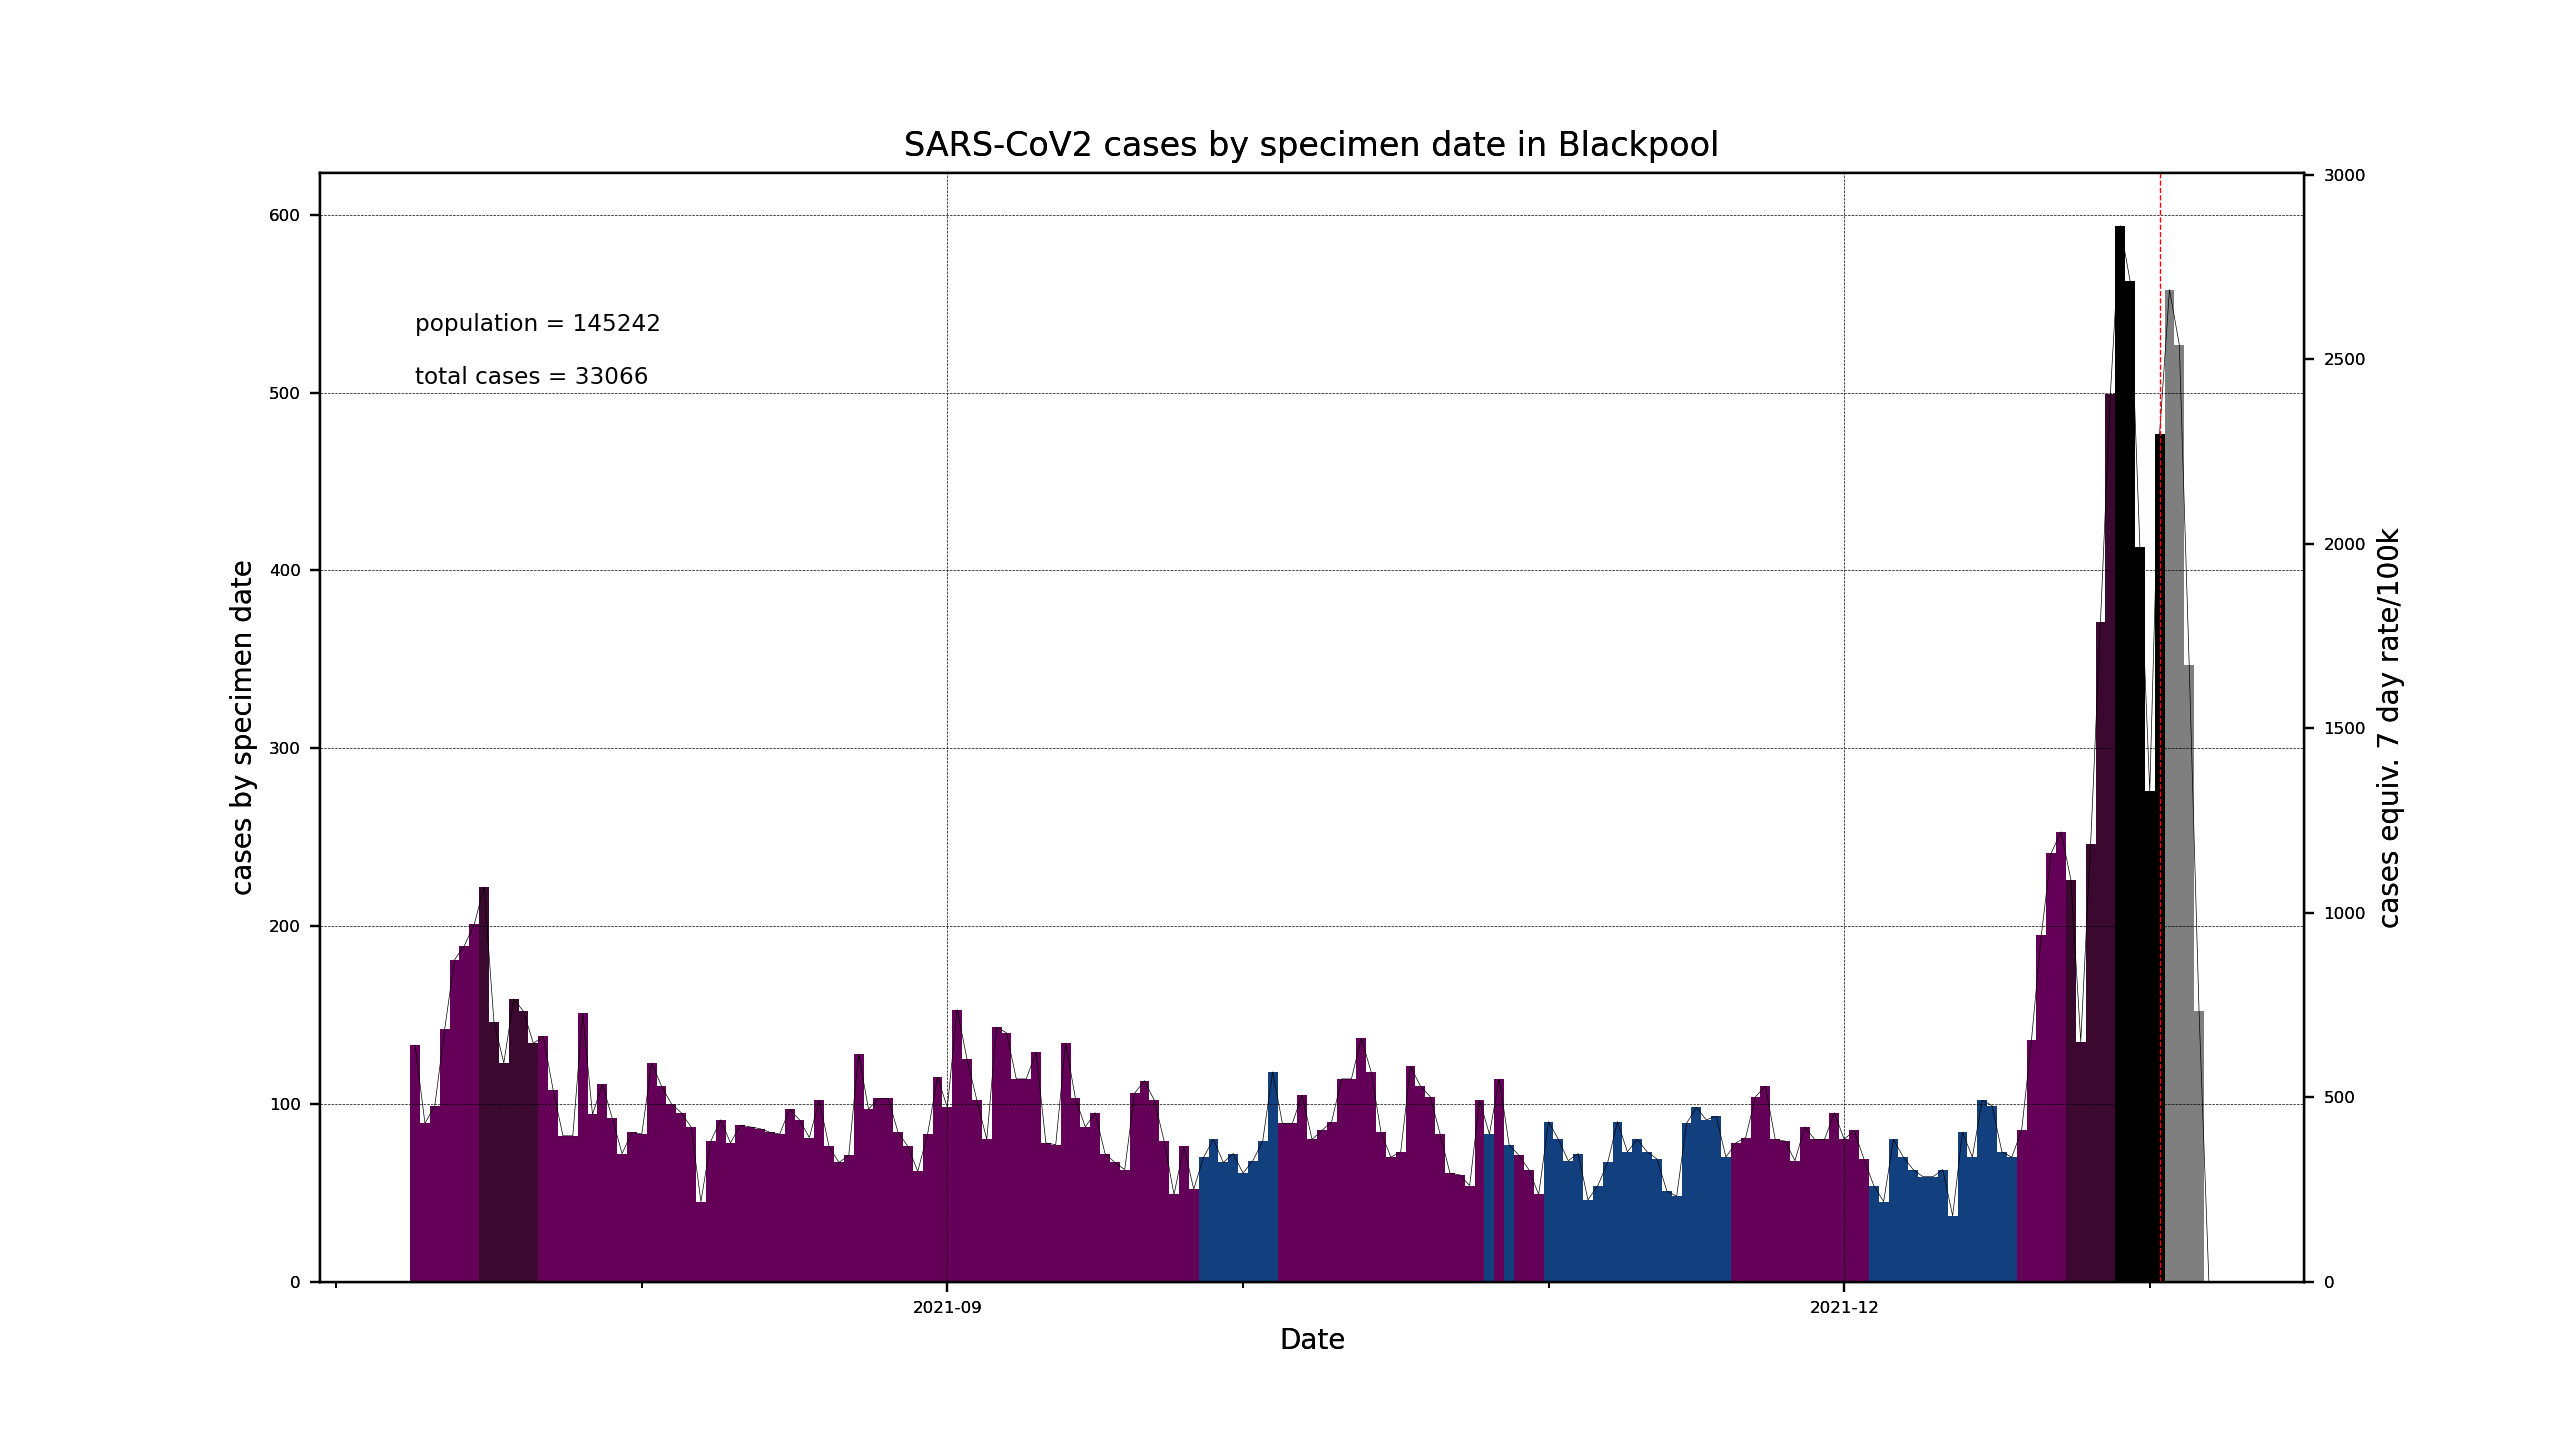 SARS-CoV2 cases by specimen date in Blackpool
population = 145242
total cases = 33066
cases by specimen date
600
500
400
300
200
100
0
3000
2500
2000
1500
1000
500
0
cases equiv. 7 day rate/100k
2021-09
2021-12
Date